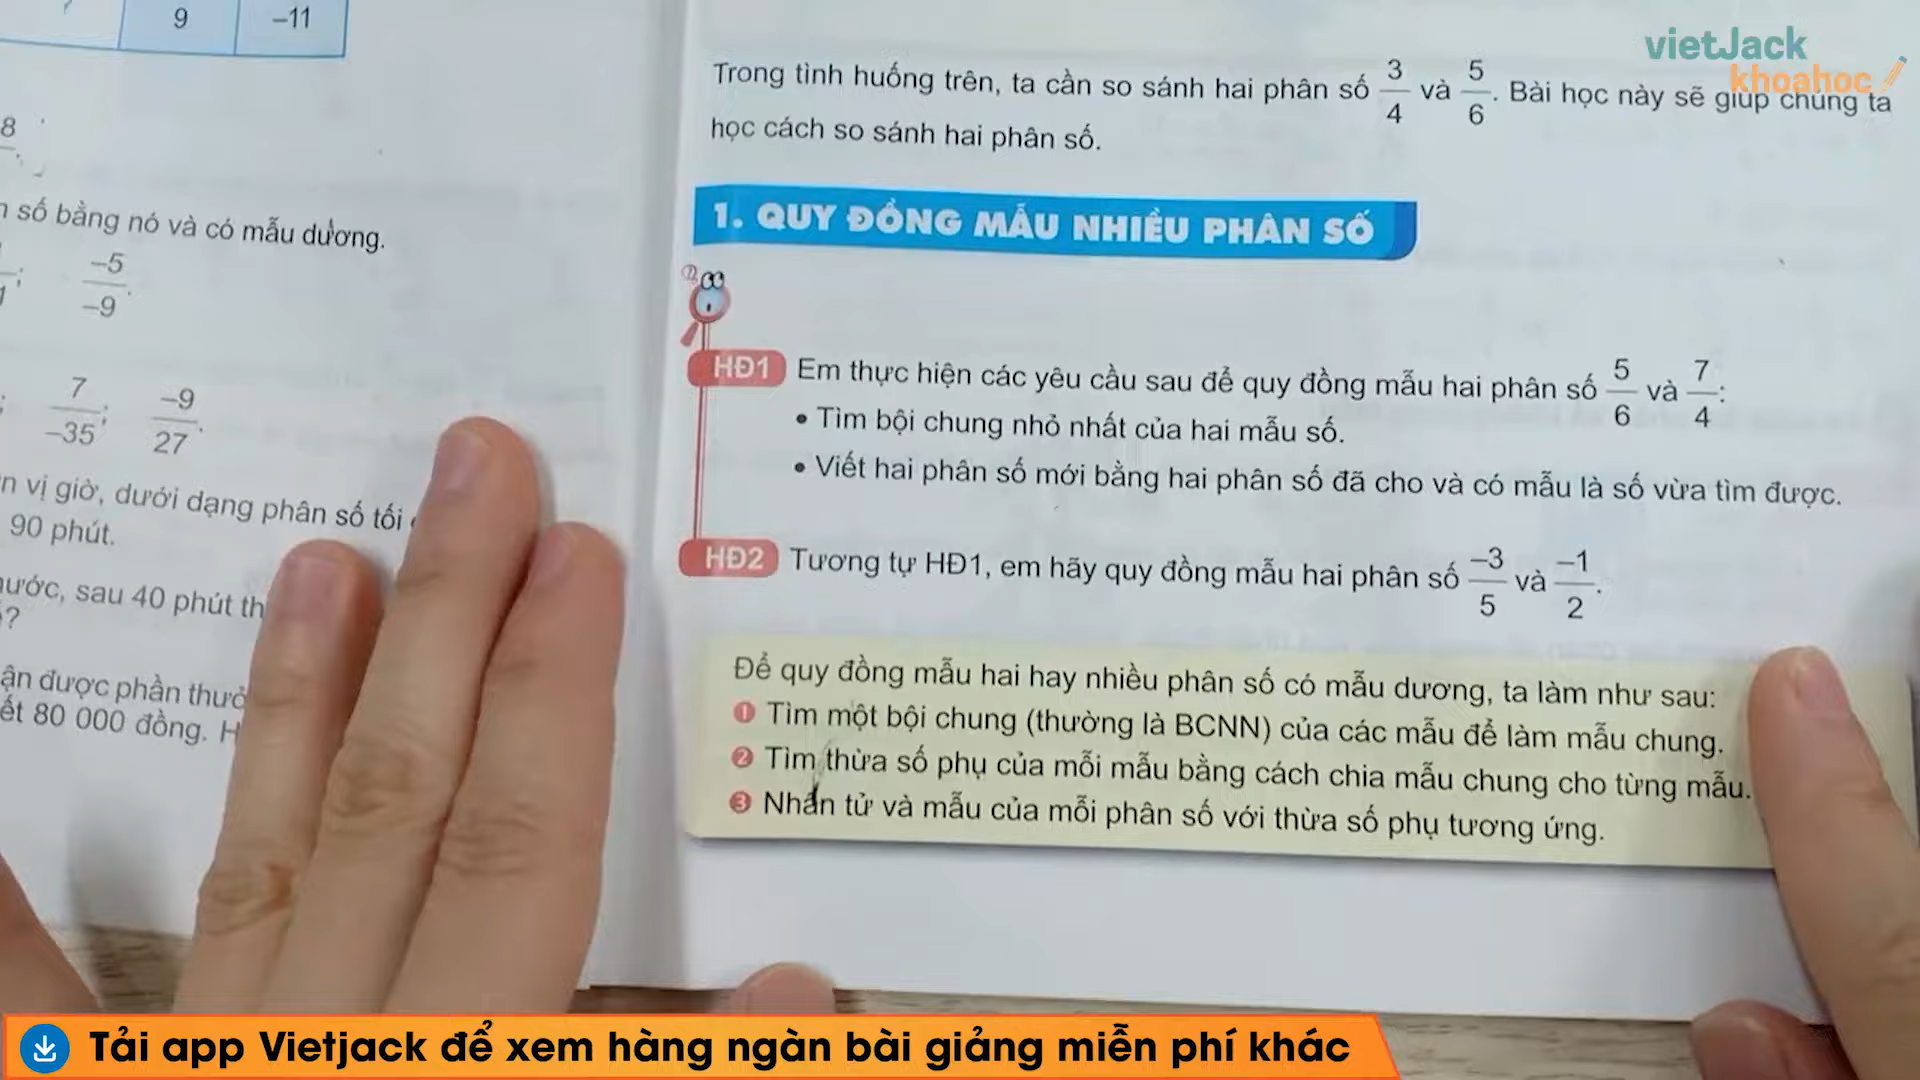 9 -11
8
số bằng nó và có mẫu dương.
-5/-9.
7/-35; -9/27.
vị giờ, dưới dạng phân số tối
90 phút.
sau 40 phút
?
được phần
80 000 đồng.
vietJack
khoahoc
Trong tình huống trên, ta cần so sánh hai phân số 3/4 và 5/6. Bài học này sẽ giúp chúng ta
học cách so sánh hai phân số.
1. QUY ĐỒNG MẪU NHIỀU PHÂN SỐ
HĐ1 Em thực hiện các yêu cầu sau để quy đồng mẫu hai phân số 5/6 và 7/4:
• Tìm bội chung nhỏ nhất của hai mẫu số.
• Viết hai phân số mới bằng hai phân số đã cho và có mẫu là số vừa tìm được.
HĐ2 Tương tự HĐ1, em hãy quy đồng mẫu hai phân số -3/5 và -1/2.
Để quy đồng mẫu hai hay nhiều phân số có mẫu dương, ta làm như sau:
1 Tìm một bội chung (thường là BCNN) của các mẫu để làm mẫu chung.
2 Tìm thừa số phụ của mỗi mẫu bằng cách chia mẫu chung cho từng mẫu.
3 Nhân tử và mẫu của mỗi phân số với thừa số phụ tương ứng.
Tải app Vietjack để xem hàng ngàn bài giảng miễn phí khác